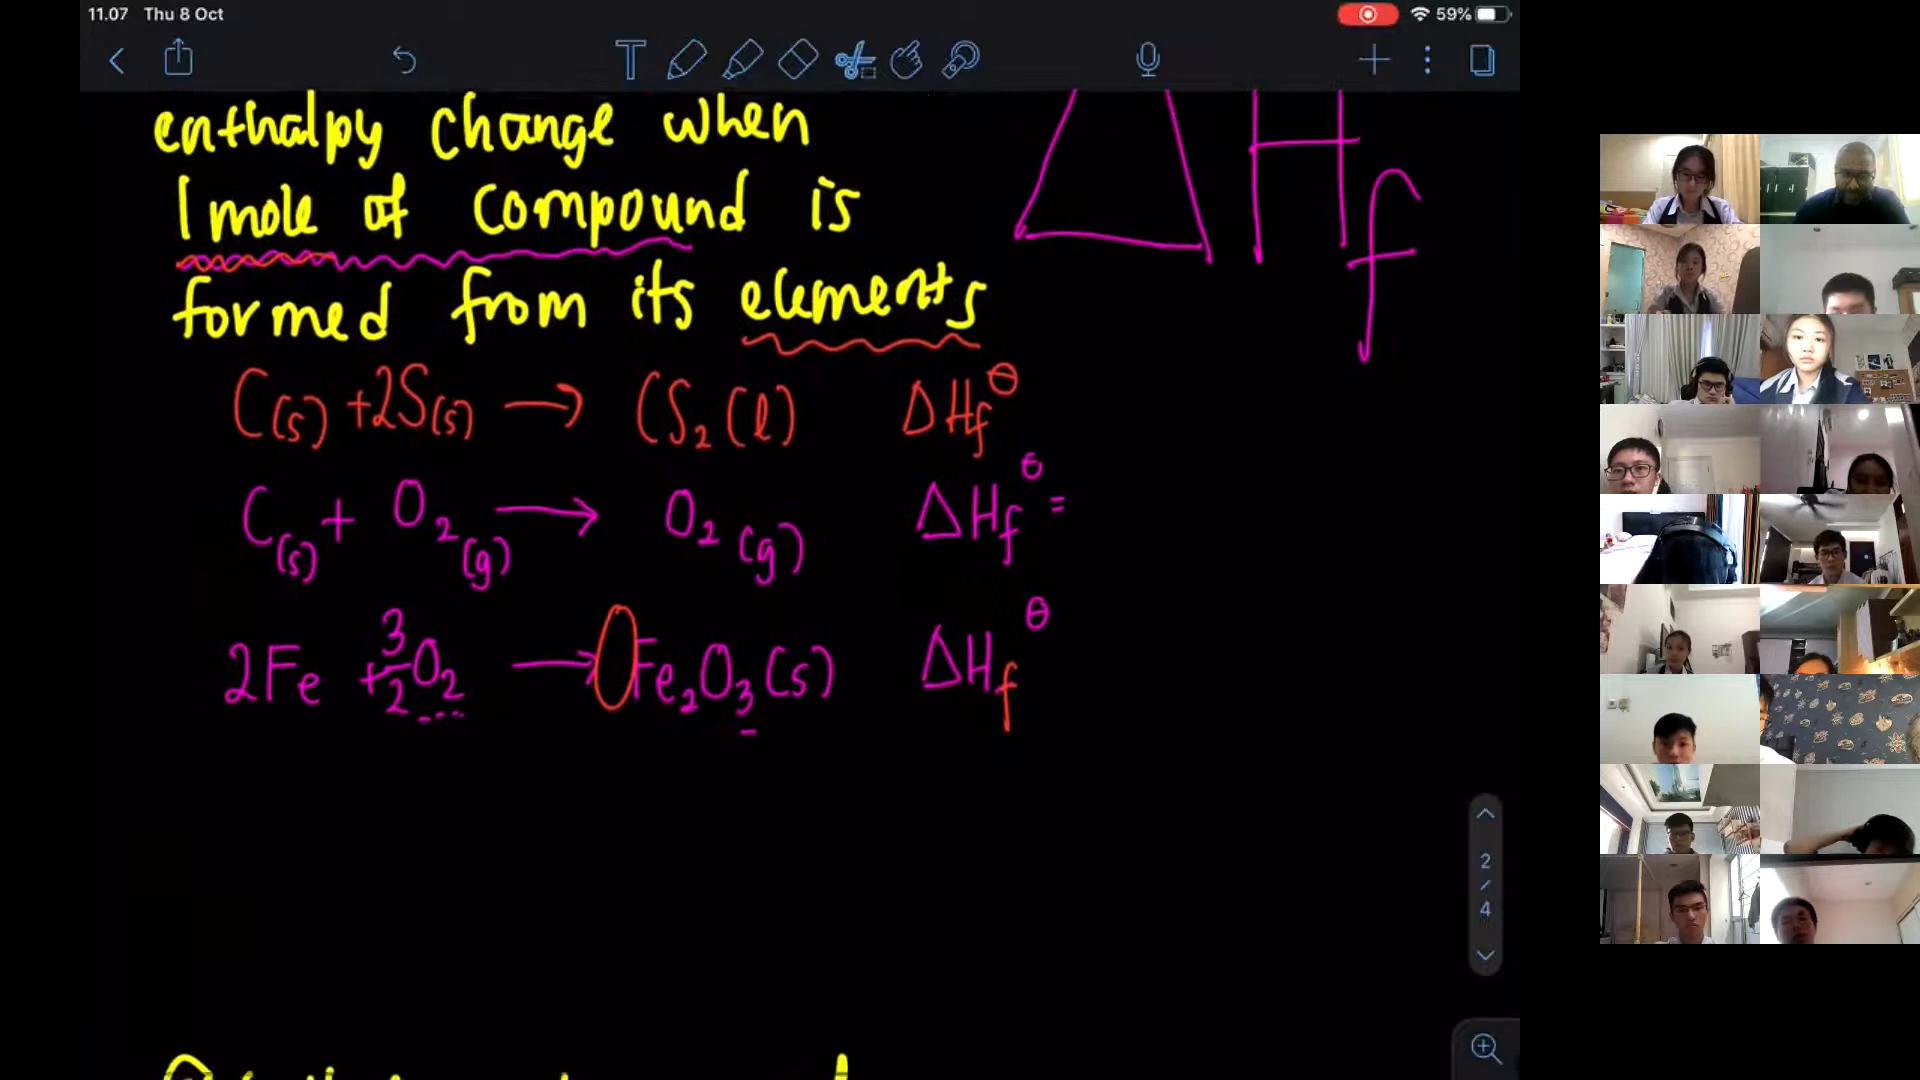 11.07 Thu 8 Oct
59%
enthalpy change when
1 mole of compound is
formed from its elements
ΔHf
C(s) + 2S(s) → CS₂(l) ΔHf^θ
C(s) + O₂(g) → O₂(g) ΔHf^θ =
2Fe + 3/2 O₂ → Fe₂O₃(s) ΔHf^θ
2
/
4